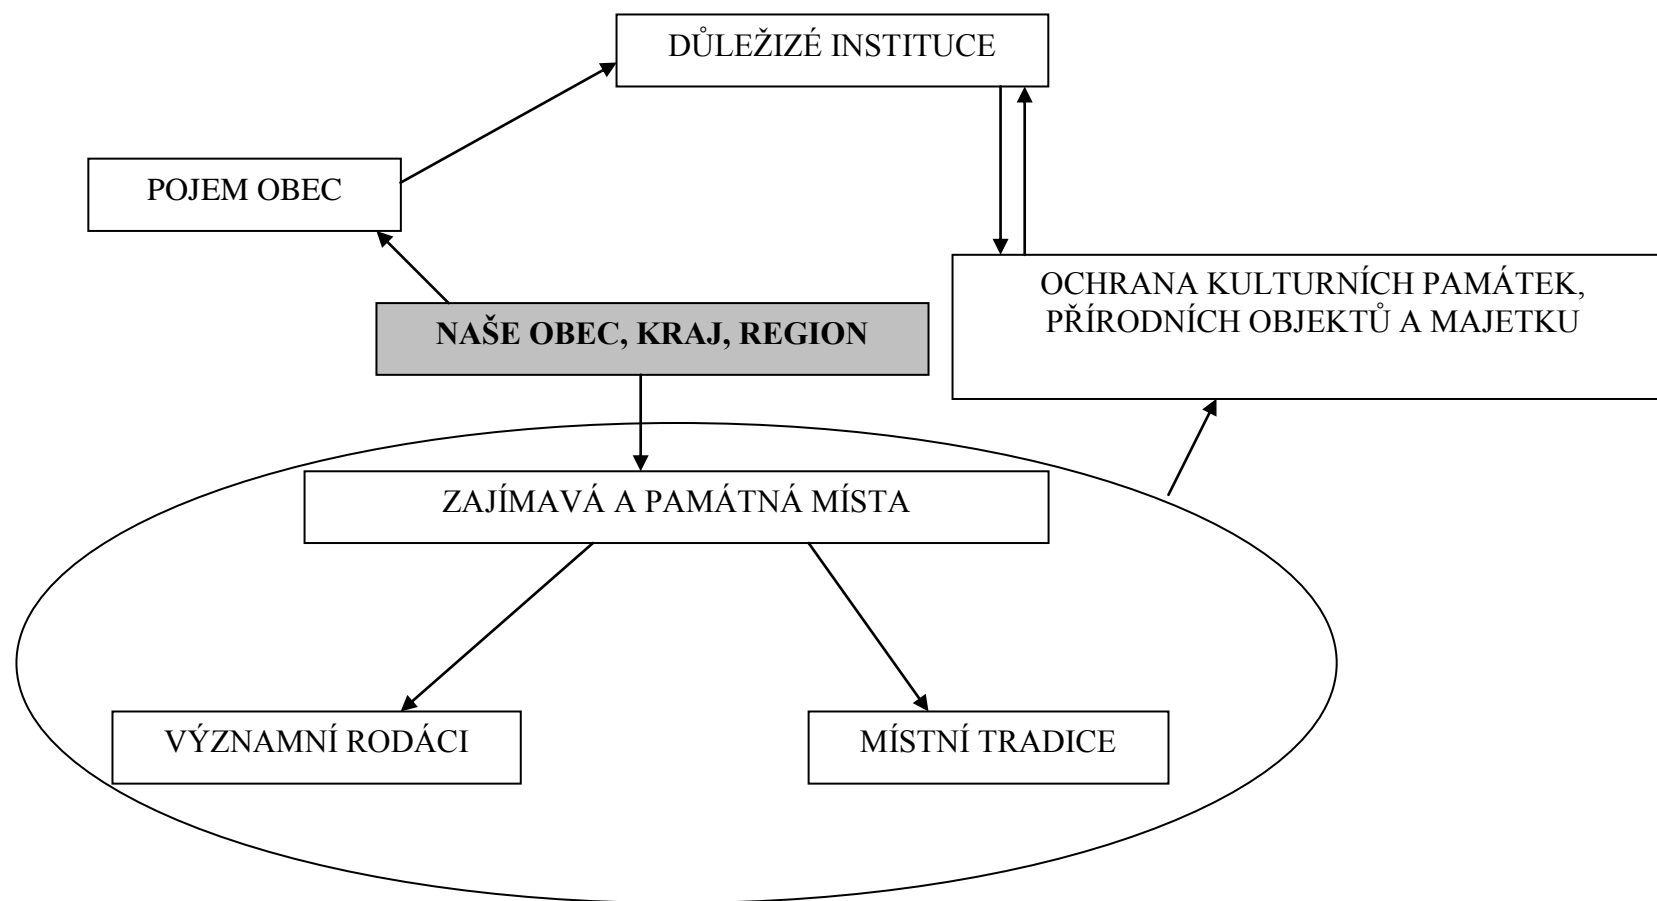 DŮLEŽIZÉ INSTITUCE
POJEM OBEC
OCHRANA KULTURNÍCH PAMÁTEK,
PŘÍRODNÍCH OBJEKTŮ A MAJETKU
NAŠE OBEC, KRAJ, REGION
ZAJÍMAVÁ A PAMÁTNÁ MÍSTA
VÝZNAMNÍ RODÁCI
MÍSTNÍ TRADICE